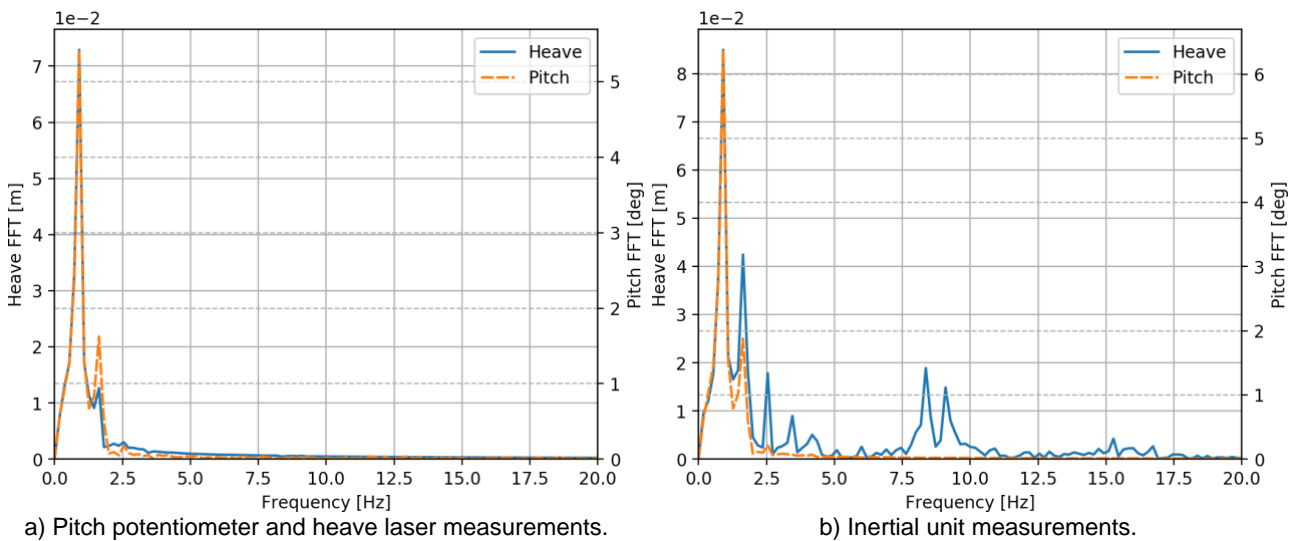 1e−2
Heave
Pitch
7
6
5
4
3
2
1
0
5
4
3
2
1
0
Heave FFT [m]
Pitch FFT [deg]
0.0 2.5 5.0 7.5 10.0 12.5 15.0 17.5 20.0
Frequency [Hz]
a) Pitch potentiometer and heave laser measurements.
1e−2
Heave
Pitch
8
7
6
5
4
3
2
1
0
6
5
4
3
2
1
0
Heave FFT [m]
Pitch FFT [deg]
0.0 2.5 5.0 7.5 10.0 12.5 15.0 17.5 20.0
Frequency [Hz]
b) Inertial unit measurements.